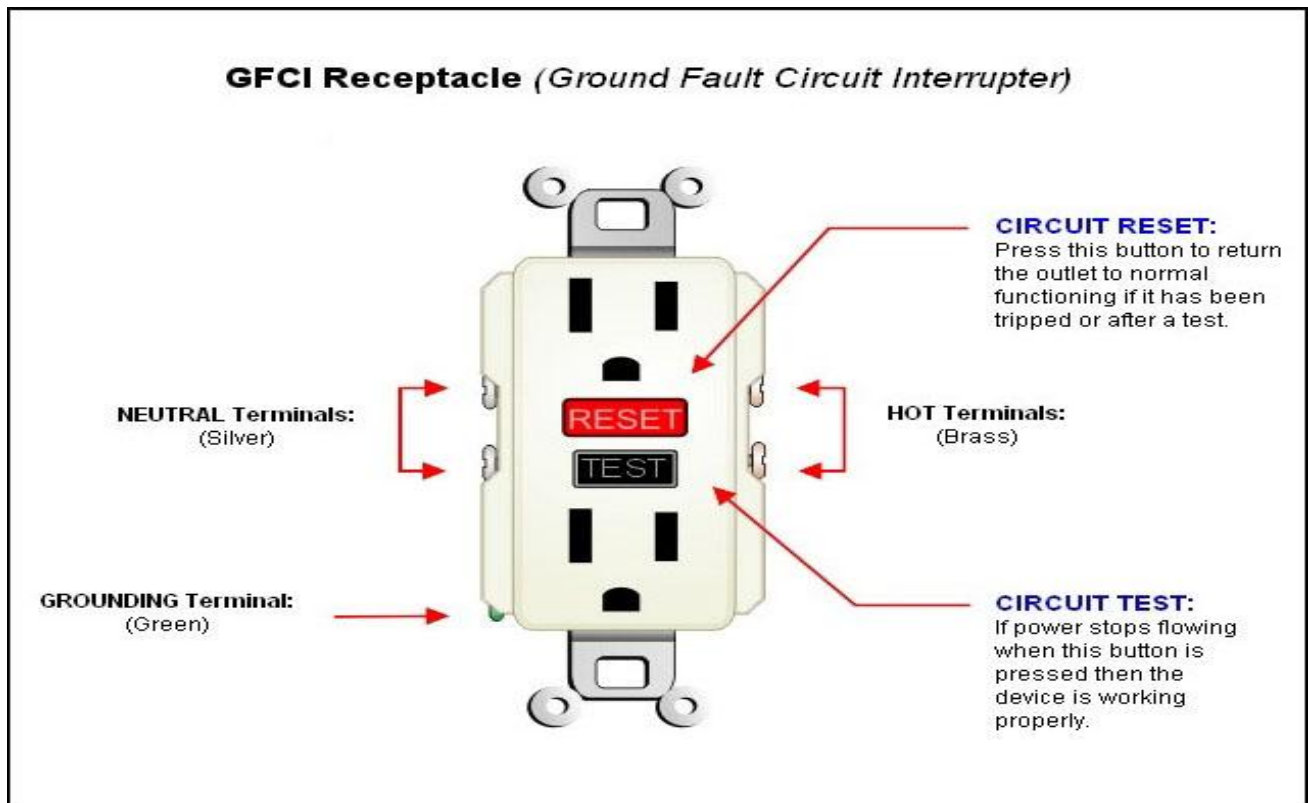 GFCI Receptacle (Ground Fault Circuit Interrupter)
CIRCUIT RESET:
Press this button to return
the outlet to normal
functioning if it has been
tripped or after a test.
NEUTRAL Terminals:
(Silver)
RESET
TEST
HOT Terminals:
(Brass)
GROUNDING Terminal:
(Green)
CIRCUIT TEST:
If power stops flowing
when this button is
pressed then the
device is working
properly.